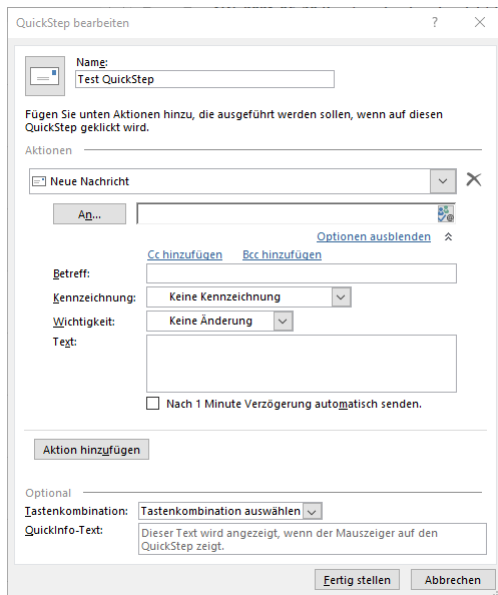 QuickStep bearbeiten
?
Name:
Test QuickStep
Fügen Sie unten Aktionen hinzu, die ausgeführt werden sollen, wenn auf diesen
QuickStep geklickt wird.
Aktionen
Neue Nachricht
An...
Optionen ausblenden
Cc hinzufügen Bcc hinzufügen
Betreff:
Kennzeichnung: Keine Kennzeichnung
Wichtigkeit: Keine Änderung
Text:
Nach 1 Minute Verzögerung automatisch senden.
Aktion hinzufügen
Optional
Tastenkombination: Tastenkombination auswählen
QuickInfo-Text: Dieser Text wird angezeigt, wenn der Mauszeiger auf den
QuickStep zeigt.
Fertig stellen Abbrechen